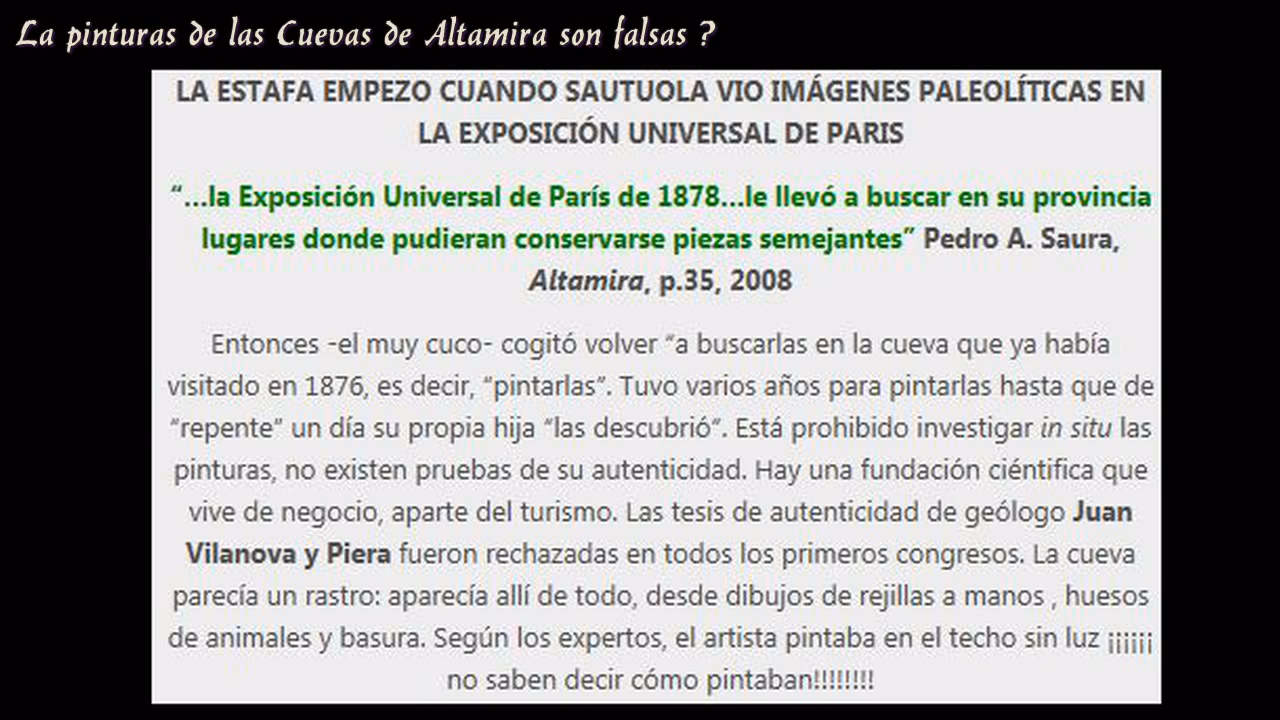 La pinturas de las Cuevas de Altamira son falsas ?
LA ESTAFA EMPEZO CUANDO SAUTUOLA VIO IMÁGENES PALEOLÍTICAS EN
LA EXPOSICIÓN UNIVERSAL DE PARIS
“...la Exposición Universal de París de 1878...le llevó a buscar en su provincia
lugares donde pudieran conservarse piezas semejantes” Pedro A. Saura,
Altamira, p.35, 2008
Entonces -el muy cuco- cogitó volver “a buscarlas en la cueva que ya había
visitado en 1876, es decir, “pintarlas”. Tuvo varios años para pintarlas hasta que de
“repente” un día su propia hija “las descubrió”. Está prohibido investigar in situ las
pinturas, no existen pruebas de su autenticidad. Hay una fundación ciéntifica que
vive de negocio, aparte del turismo. Las tesis de autenticidad de geólogo Juan
Vilanova y Piera fueron rechazadas en todos los primeros congresos. La cueva
parecía un rastro: aparecía allí de todo, desde dibujos de rejillas a manos , huesos
de animales y basura. Según los expertos, el artista pintaba en el techo sin luz ¡¡¡¡¡¡
no saben decir cómo pintaban!!!!!!!!